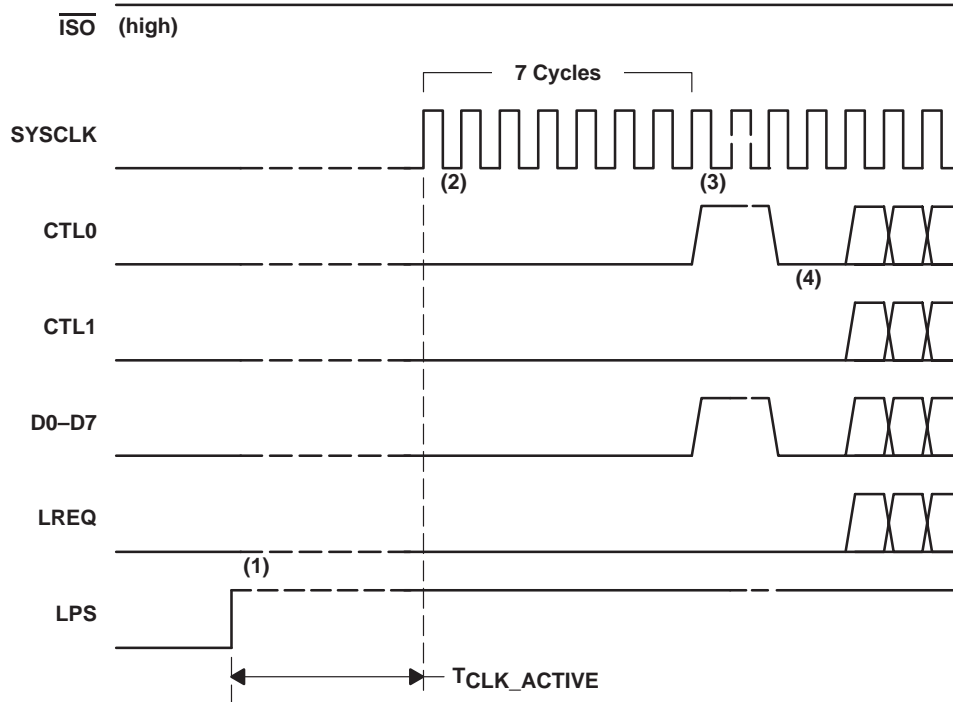 ISO (high)
7 Cycles
SYSCLK
(2) (3)
CTL0
(4)
CTL1
D0–D7
LREQ
(1)
LPS
TCLK_ACTIVE